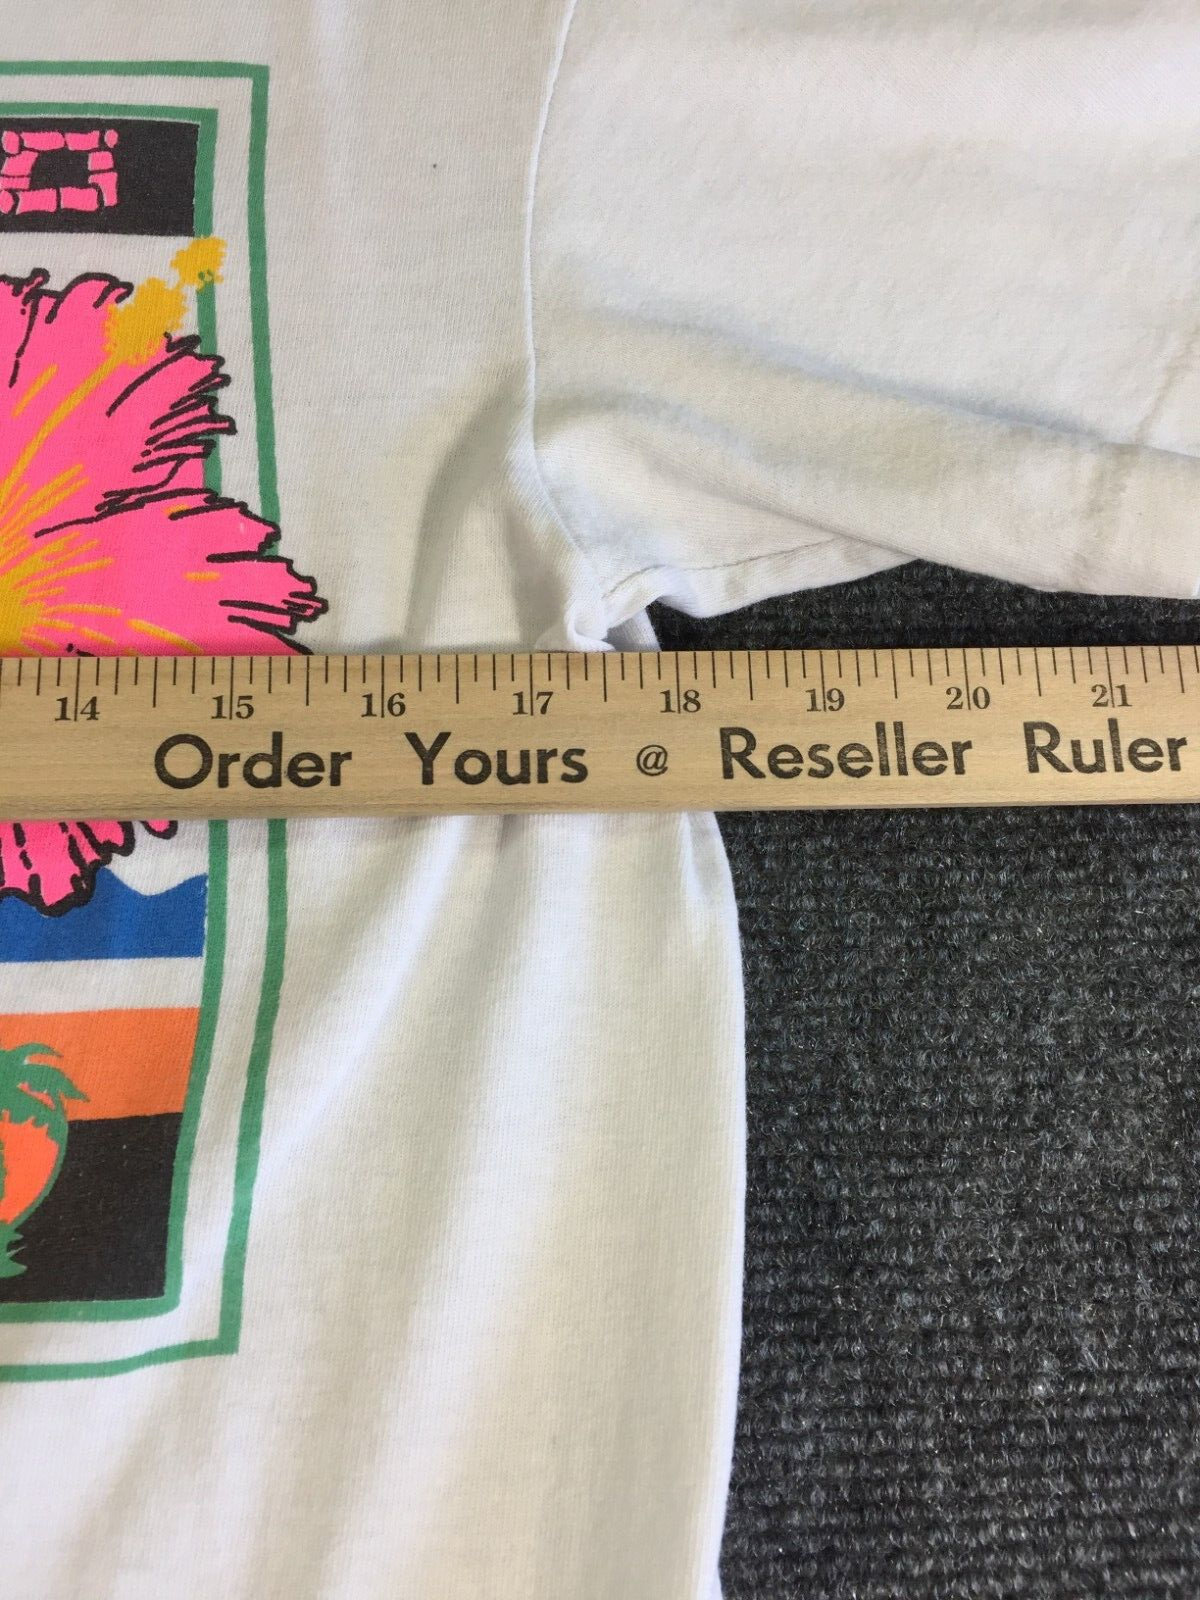 14 15 16 17 18 19 20 21
Order Yours @ Reseller Ruler